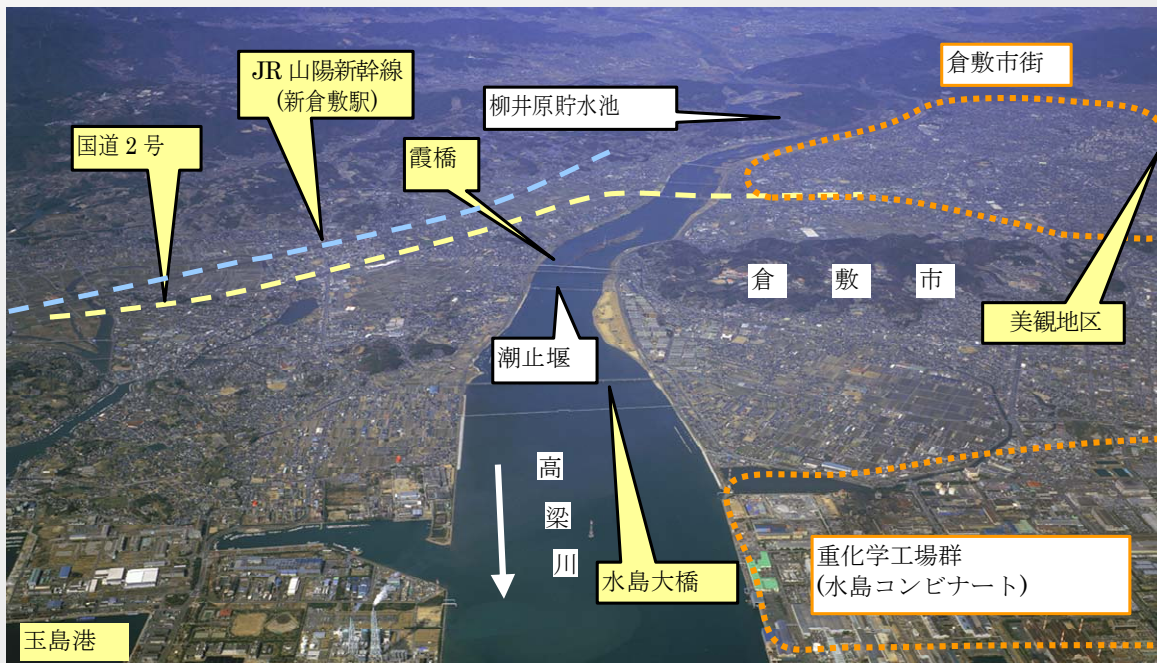 JR 山陽新幹線
(新倉敷駅)
倉敷市街
柳井原貯水池
国道 2 号
霞橋
倉 敷 市
美観地区
潮止堰
高
梁
川
水島大橋
重化学工場群
(水島コンビナート)
玉島港